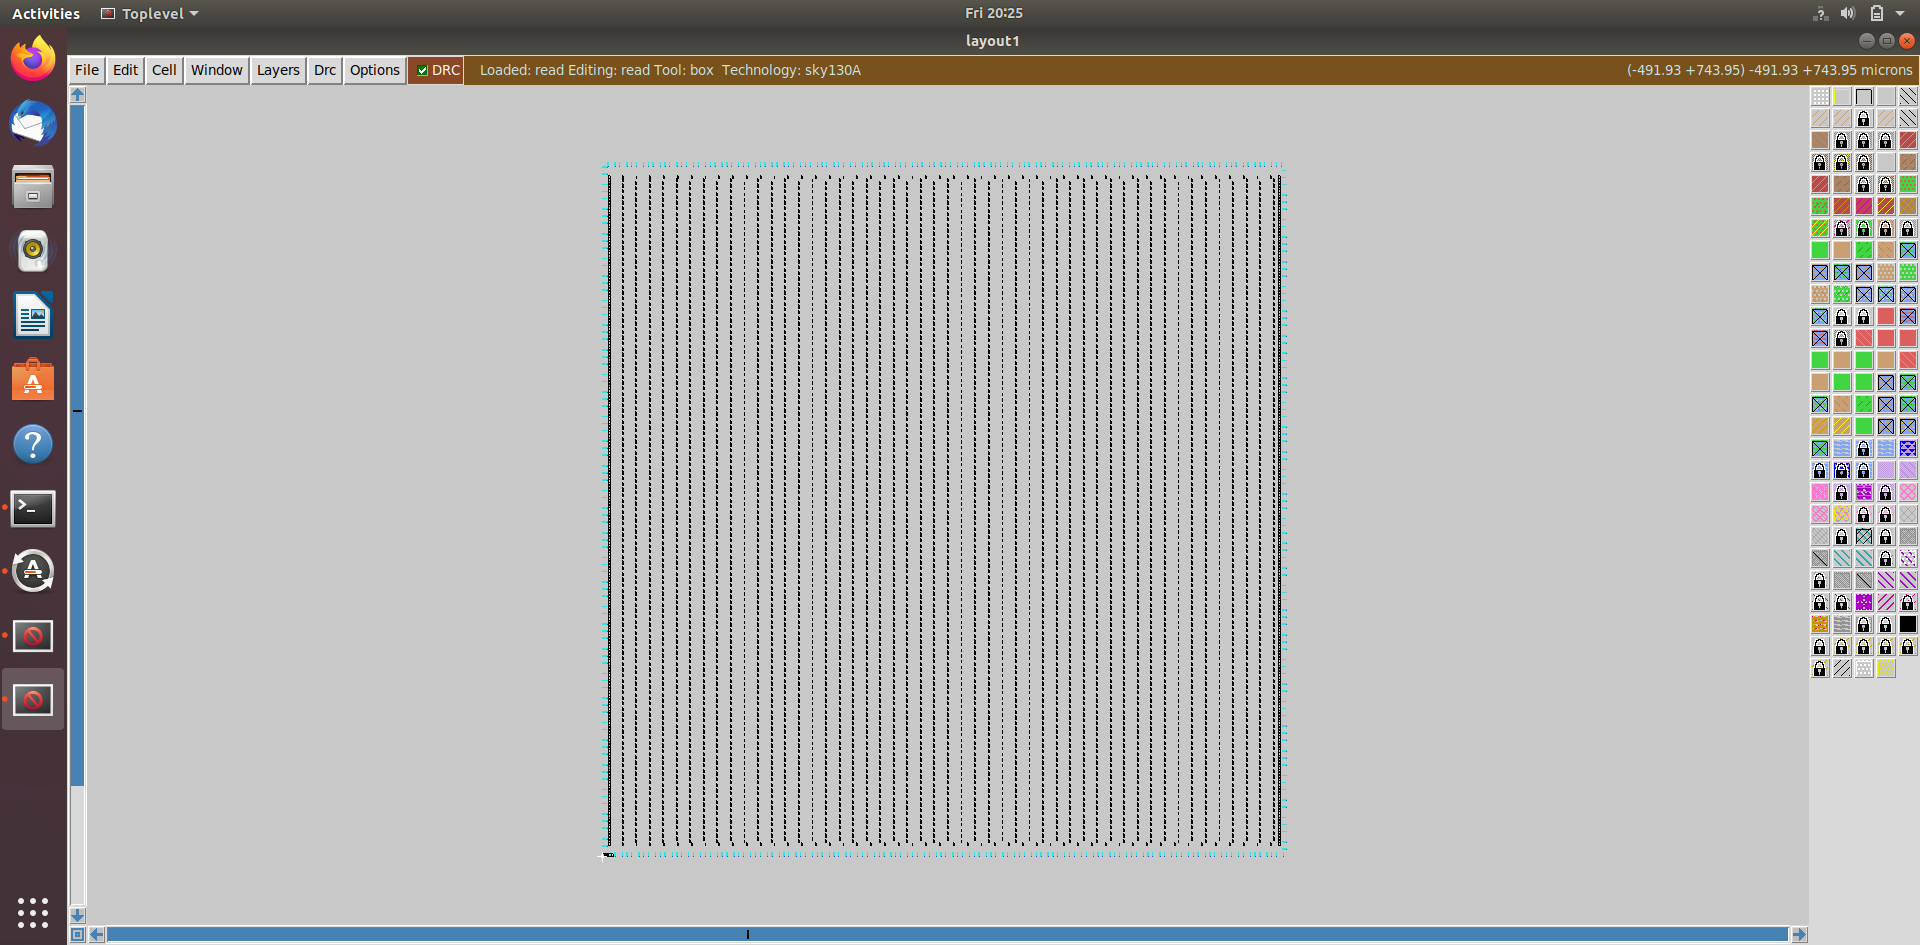 Activities Toplevel Fri 20:25
layout1
File Edit Cell Window Layers Drc Options DRC Loaded: read Editing: read Tool: box Technology: sky130A (-491.93 +743.95) -491.93 +743.95 microns